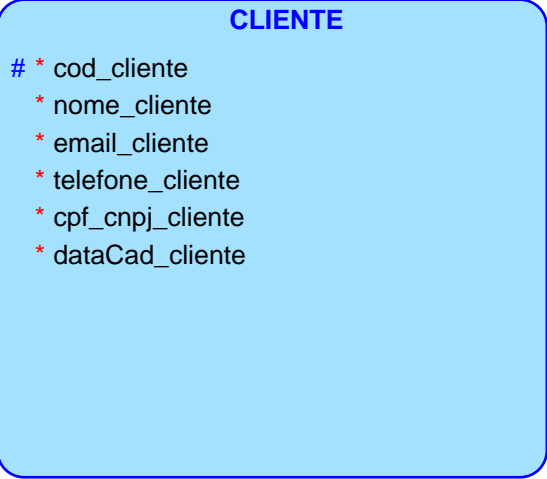 CLIENTE
# * cod_cliente
* nome_cliente
* email_cliente
* telefone_cliente
* cpf_cnpj_cliente
* dataCad_cliente